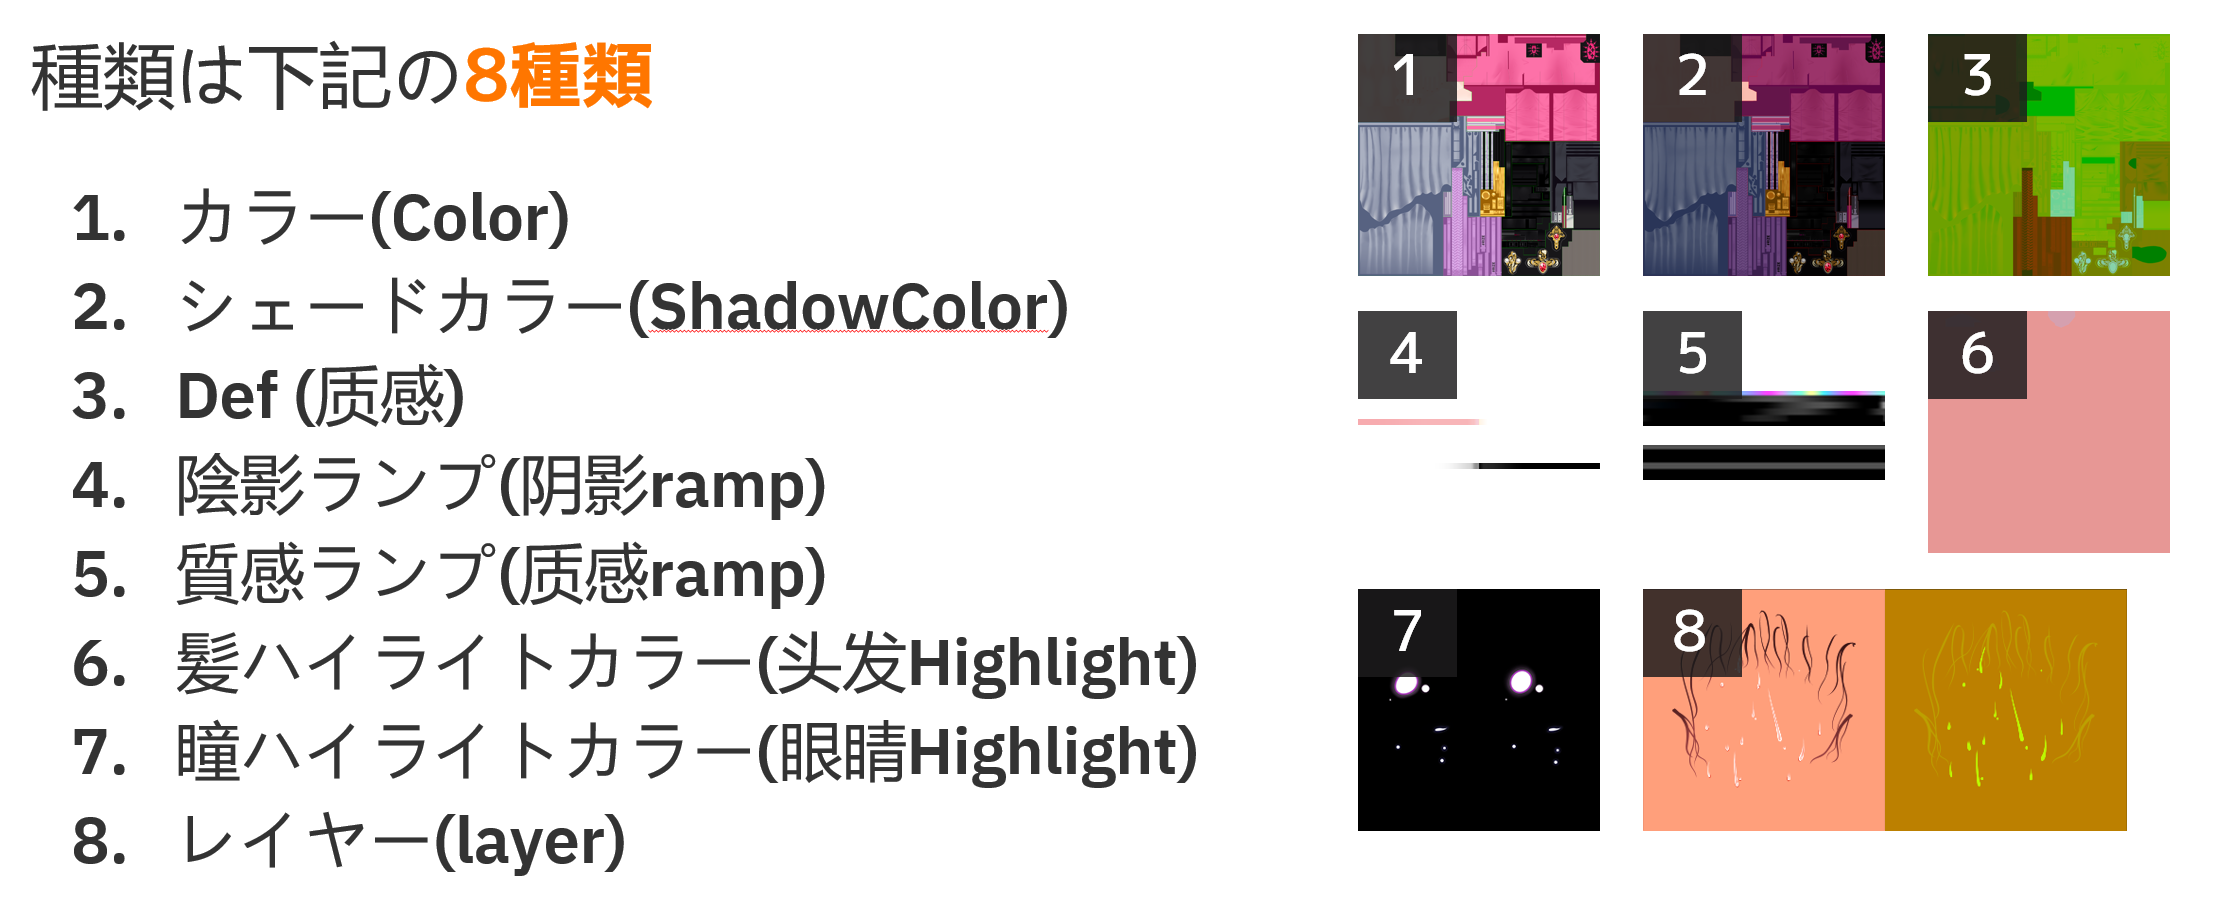 種類は下記の8種類
1. カラー(Color)
2. シェードカラー(ShadowColor)
3. Def (质感)
4. 陰影ランプ(阴影ramp)
5. 質感ランプ(质感ramp)
6. 髪ハイライトカラー(头发Highlight)
7. 瞳ハイライトカラー(眼睛Highlight)
8. レイヤー(layer)
1
2
3
4
5
6
7
8